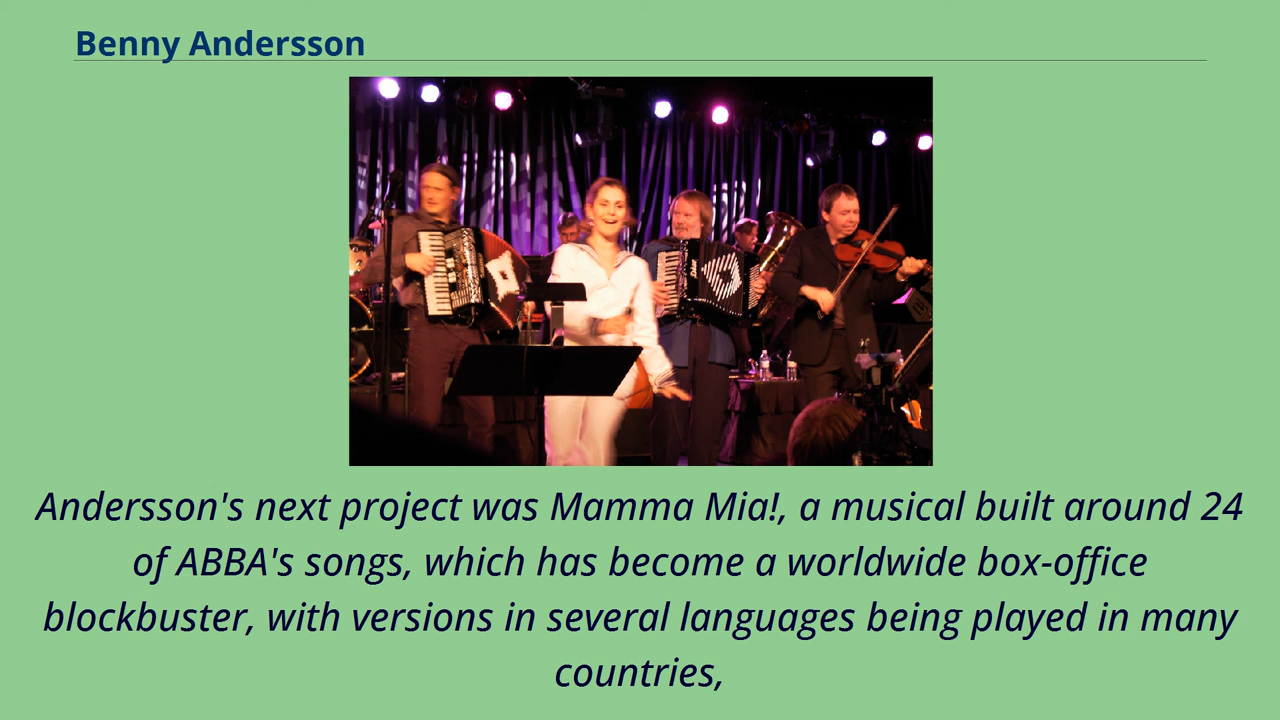 Benny Andersson
Andersson's next project was Mamma Mia!, a musical built around 24
of ABBA's songs, which has become a worldwide box-office
blockbuster, with versions in several languages being played in many
countries,